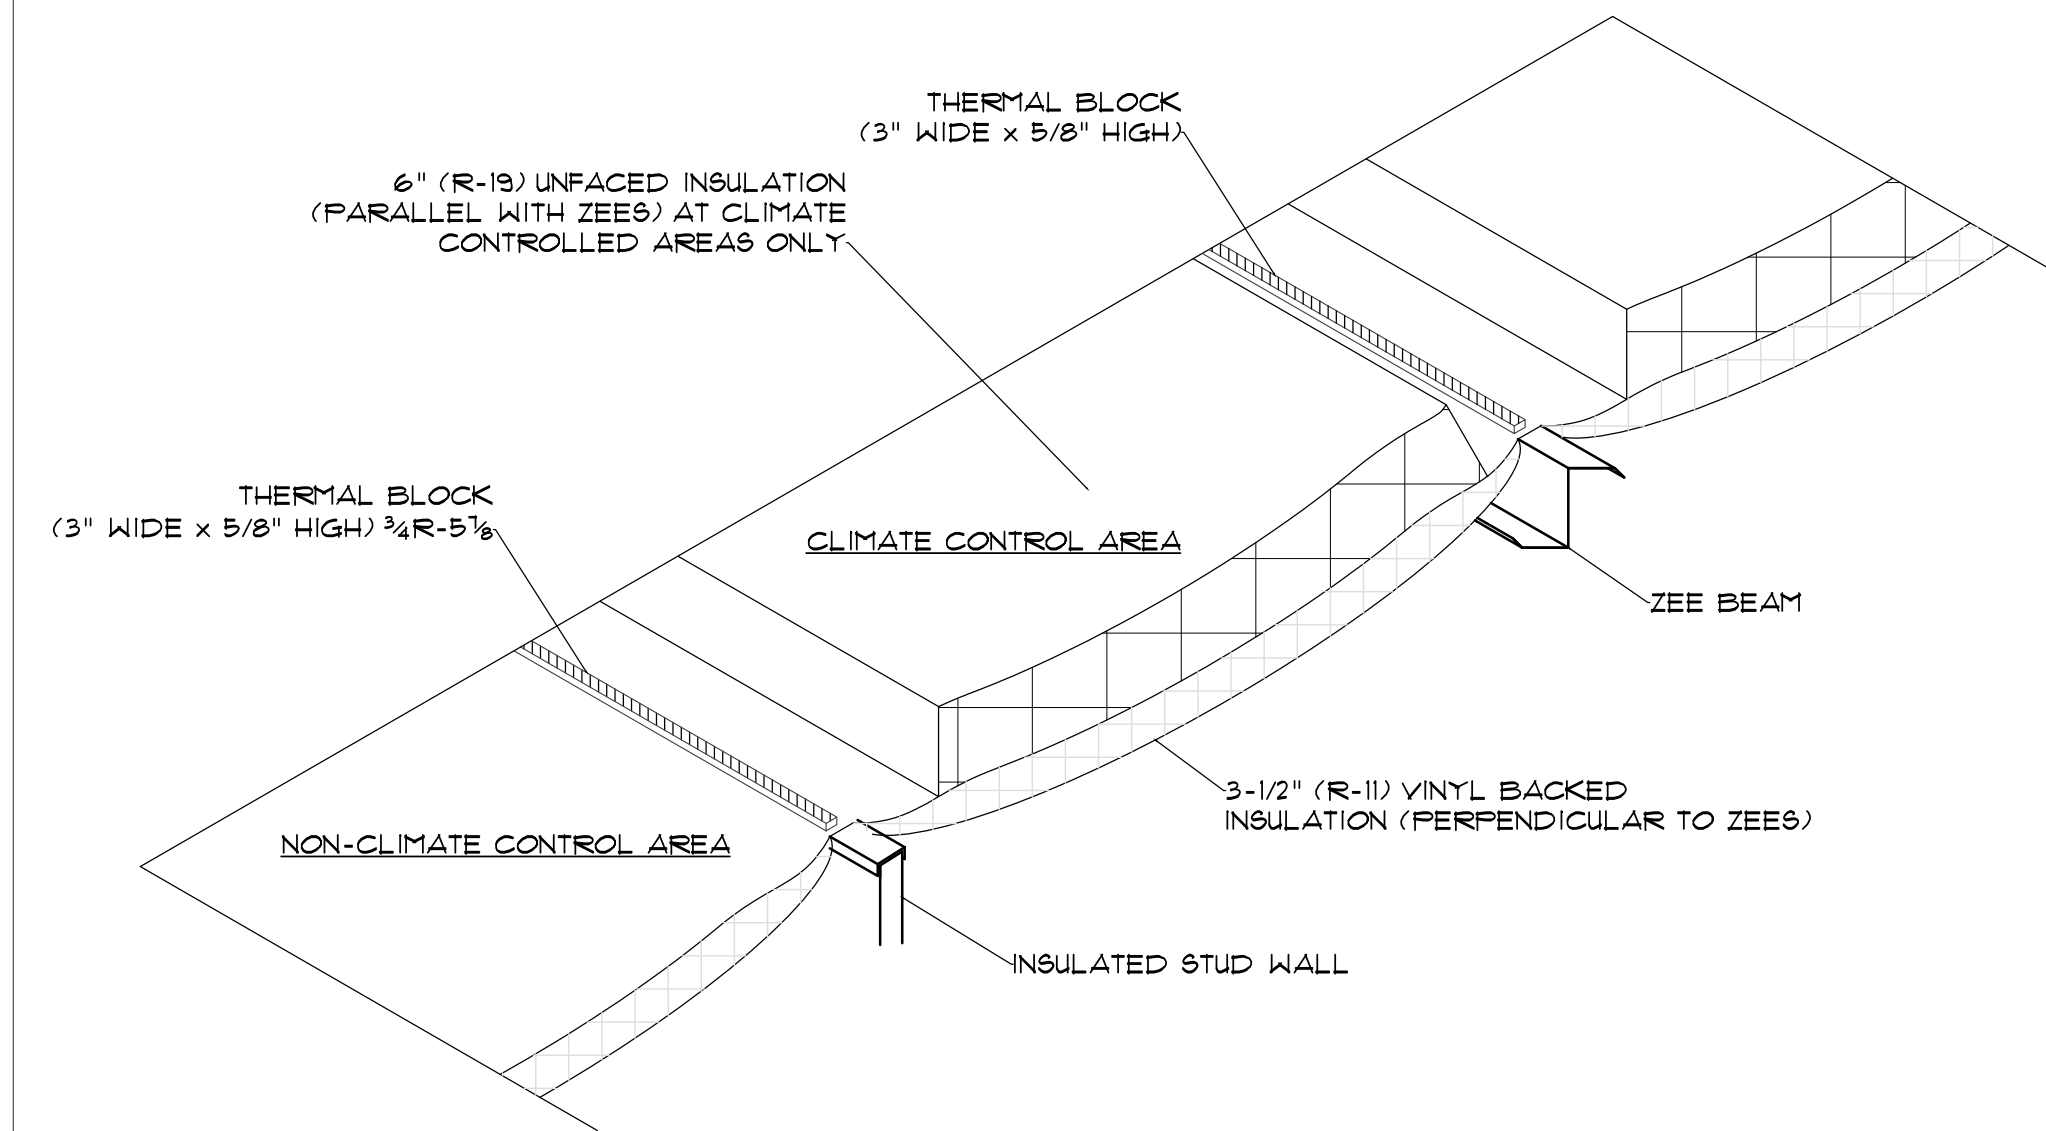 THERMAL BLOCK
(3" WIDE x 5/8" HIGH)
6" (R-19) UNFACED INSULATION
(PARALLEL WITH ZEES) AT CLIMATE
CONTROLLED AREAS ONLY
THERMAL BLOCK
(3" WIDE x 5/8" HIGH) ¾R-5⅞
CLIMATE CONTROL AREA
ZEE BEAM
3-1/2" (R-11) VINYL BACKED
INSULATION (PERPENDICULAR TO ZEES)
NON-CLIMATE CONTROL AREA
INSULATED STUD WALL